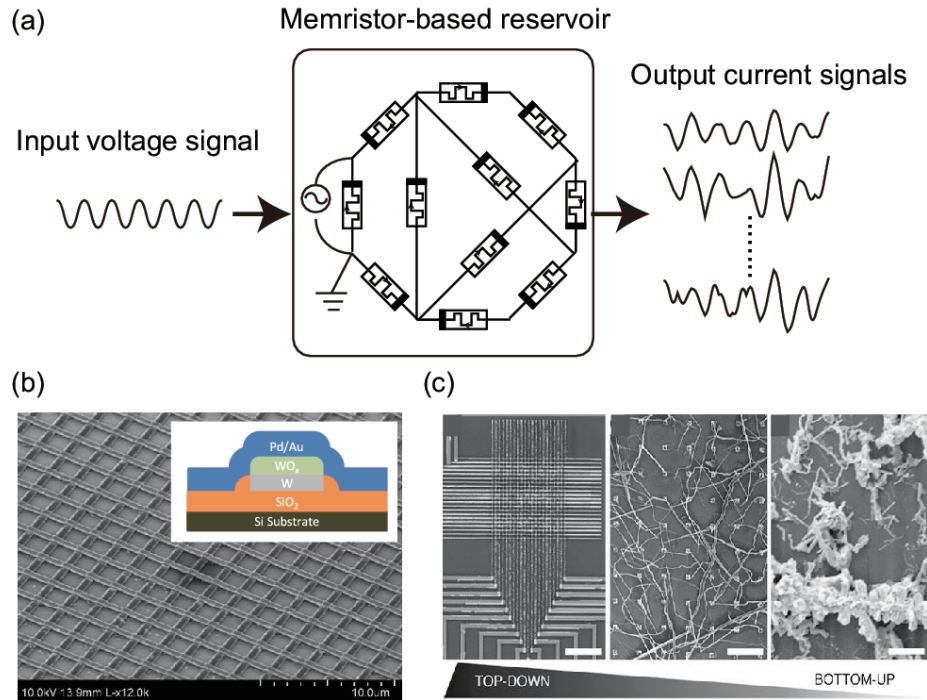 (a)
Memristor-based reservoir
Input voltage signal
Output current signals
(b)
Pd/Au
WOₓ
W
SiO₂
Si Substrate
10.0kV 13.9mm L-x12.0k
10.0um
(c)
TOP-DOWN
BOTTOM-UP